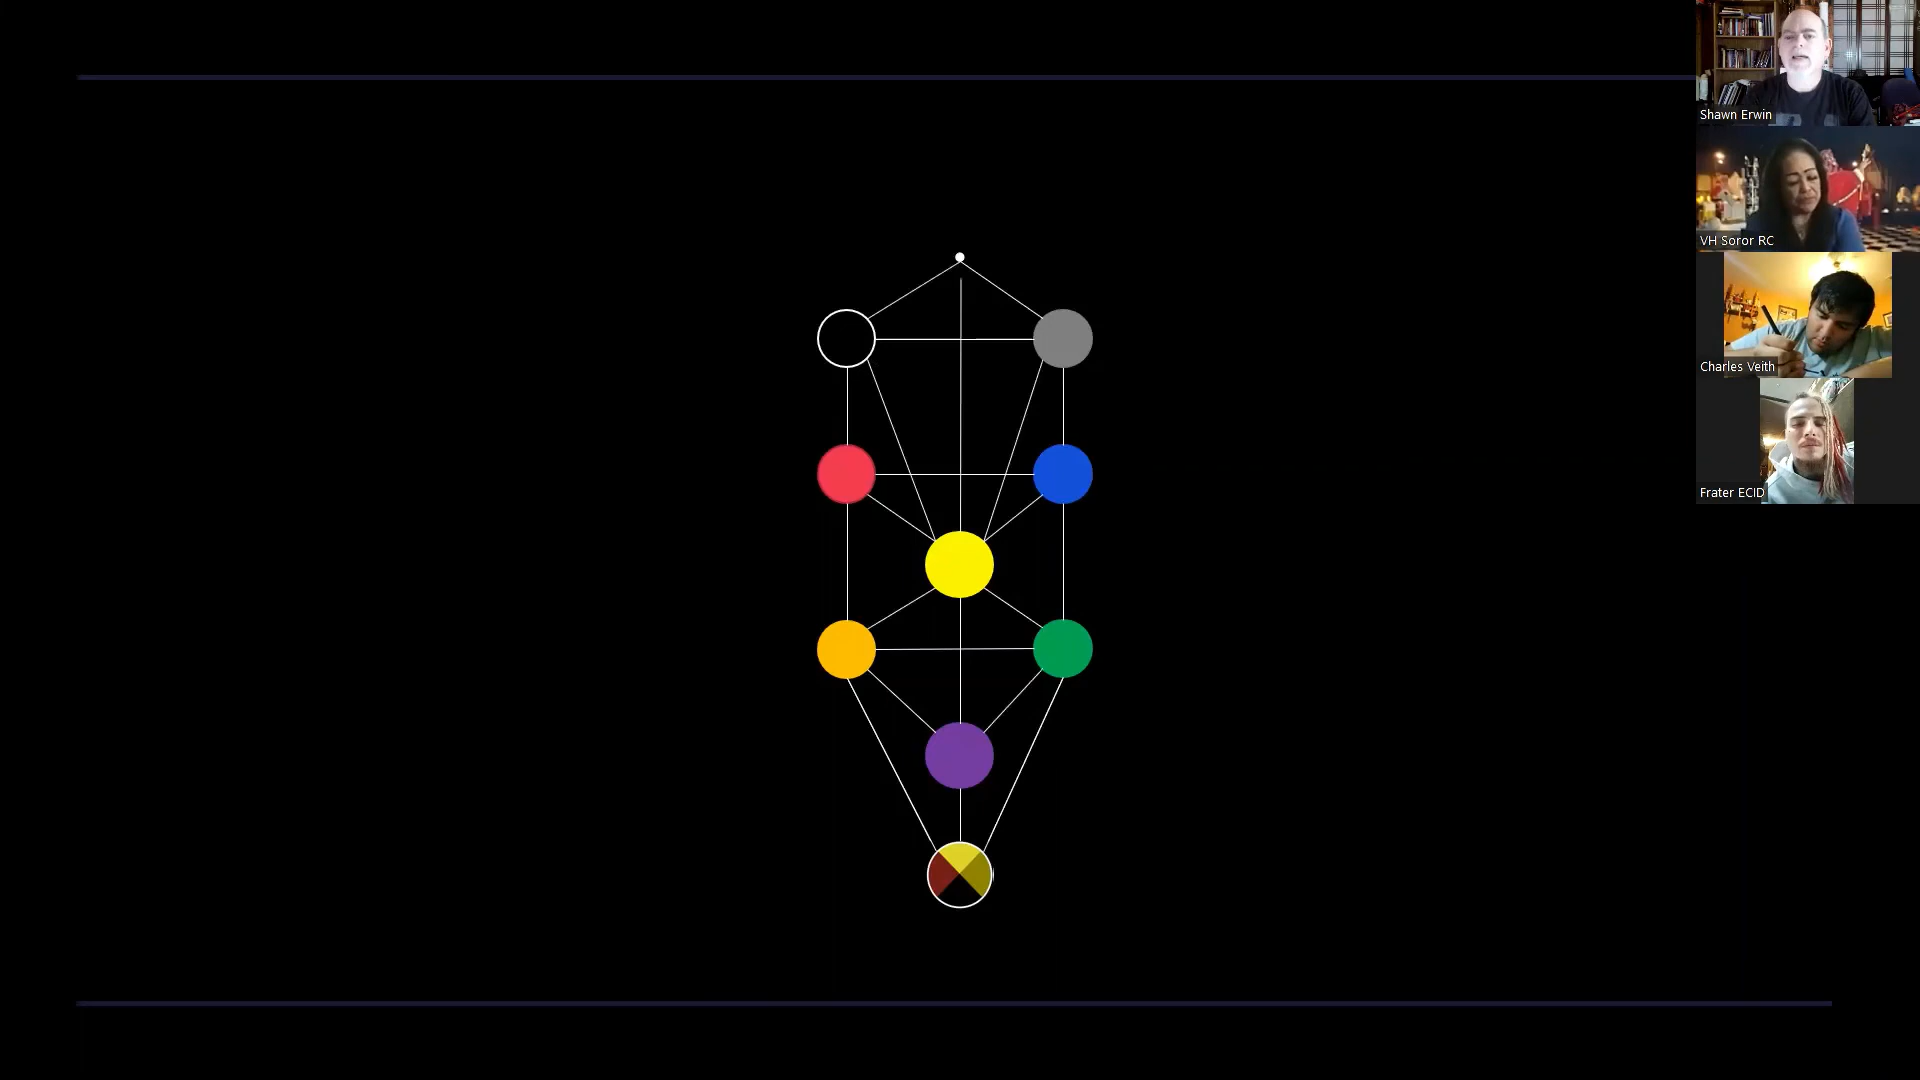 Shawn Erwin
VH Soror RC
Charles Veith
Frater ECID